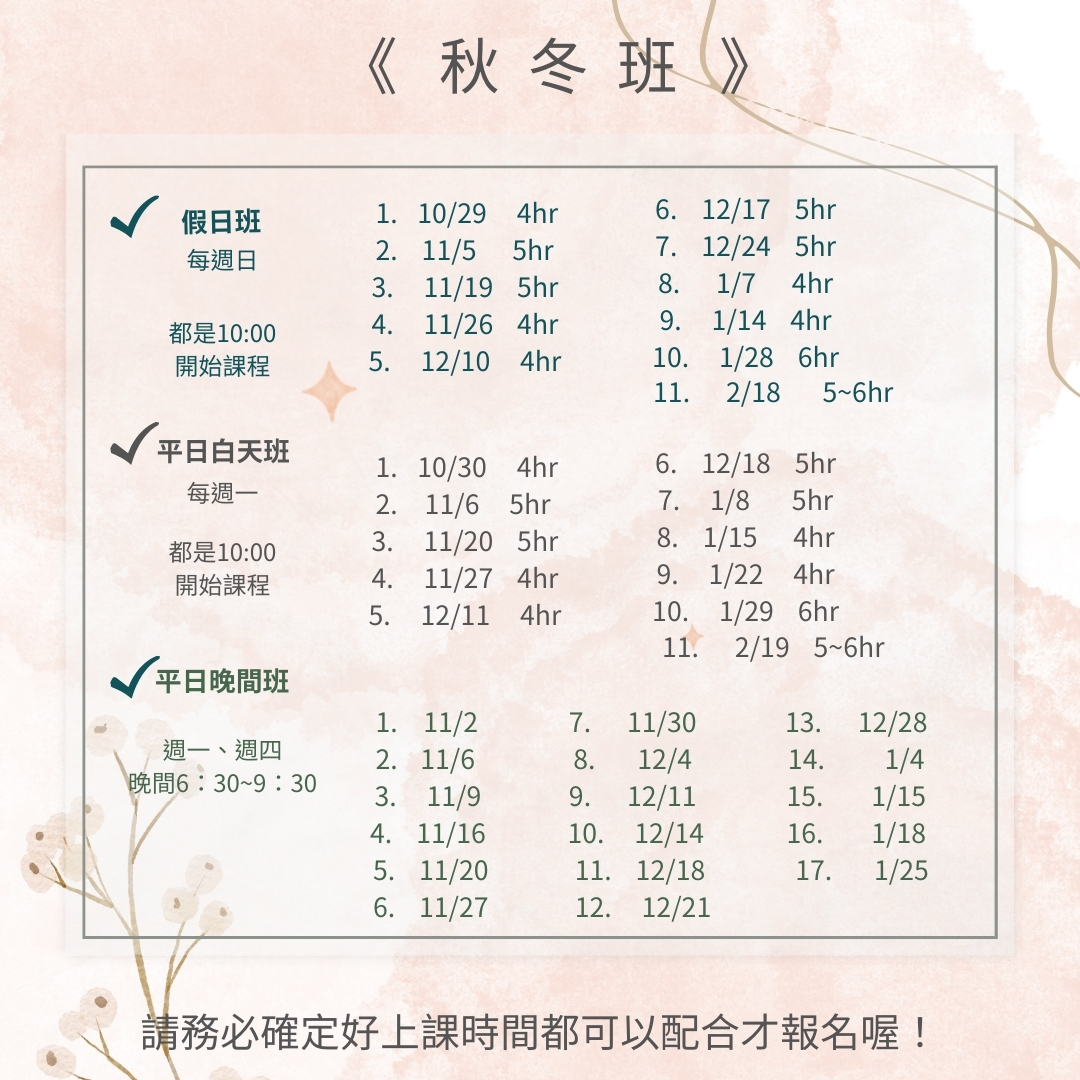 《 秋 冬 班 》
假日班
每週日
都是10:00
開始課程
1. 10/29 4hr
2. 11/5 5hr
3. 11/19 5hr
4. 11/26 4hr
5. 12/10 4hr
6. 12/17 5hr
7. 12/24 5hr
8. 1/7 4hr
9. 1/14 4hr
10. 1/28 6hr
11. 2/18 5~6hr
平日白天班
每週一
都是10:00
開始課程
1. 10/30 4hr
2. 11/6 5hr
3. 11/20 5hr
4. 11/27 4hr
5. 12/11 4hr
6. 12/18 5hr
7. 1/8 5hr
8. 1/15 4hr
9. 1/22 4hr
10. 1/29 6hr
11. 2/19 5~6hr
平日晚間班
週一、週四
晚間6：30~9：30
1. 11/2
2. 11/6
3. 11/9
4. 11/16
5. 11/20
6. 11/27
7. 11/30
8. 12/4
9. 12/11
10. 12/14
11. 12/18
12. 12/21
13. 12/28
14. 1/4
15. 1/15
16. 1/18
17. 1/25
請務必確定好上課時間都可以配合才報名喔！